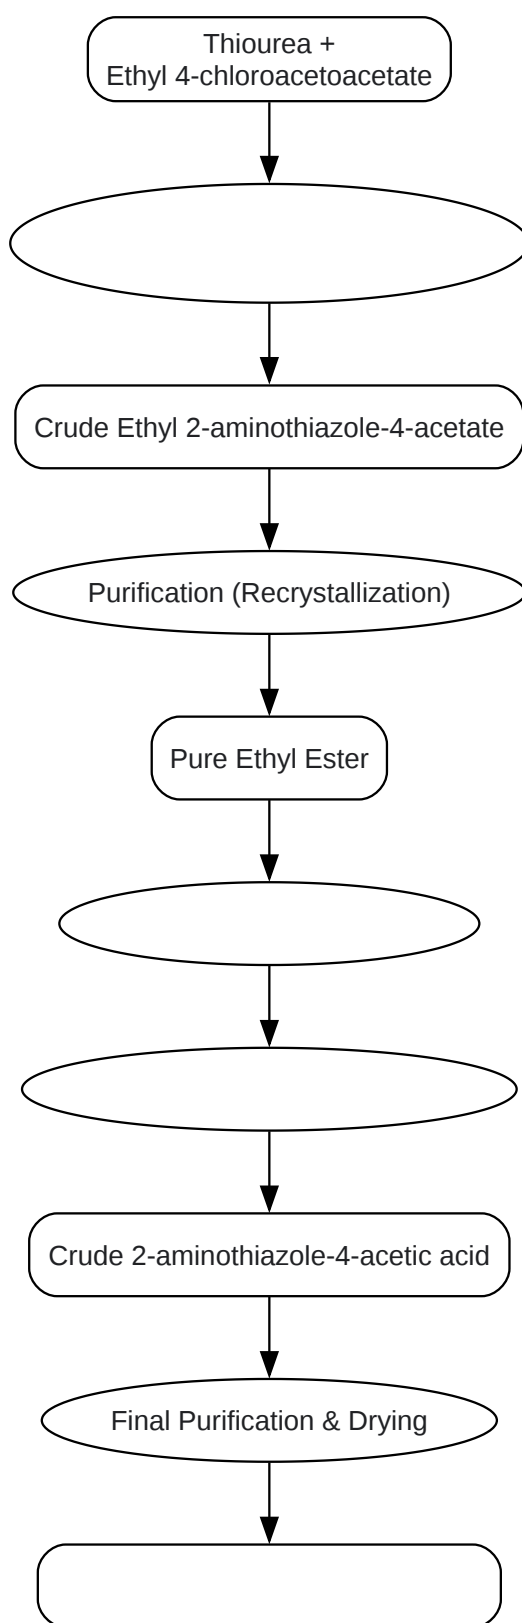 Thiourea +
Ethyl 4-chloroacetoacetate
Crude Ethyl 2-aminothiazole-4-acetate
Purification (Recrystallization)
Pure Ethyl Ester
Crude 2-aminothiazole-4-acetic acid
Final Purification & Drying